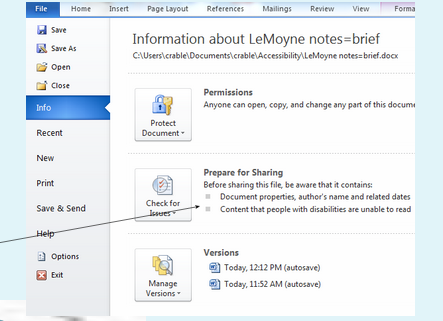 File Home Insert Page Layout References Mailings Review View Forma
Save
Save As
Open
Close
Info
Recent
New
Print
Save & Send
Help
Options
Exit
Information about LeMoyne notes=brief
C:\Users\crable\Documents\crable\Accessibility\LeMoyne notes=brief.docx
Protect
Document
Permissions
Anyone can open, copy, and change any part of this docume
Check for
Issues
Prepare for Sharing
Before sharing this file, be aware that it contains:
Document properties, author's name and related dates
Content that people with disabilities are unable to read
Manage
Versions
Versions
Today, 12:12 PM (autosave)
Today, 11:52 AM (autosave)